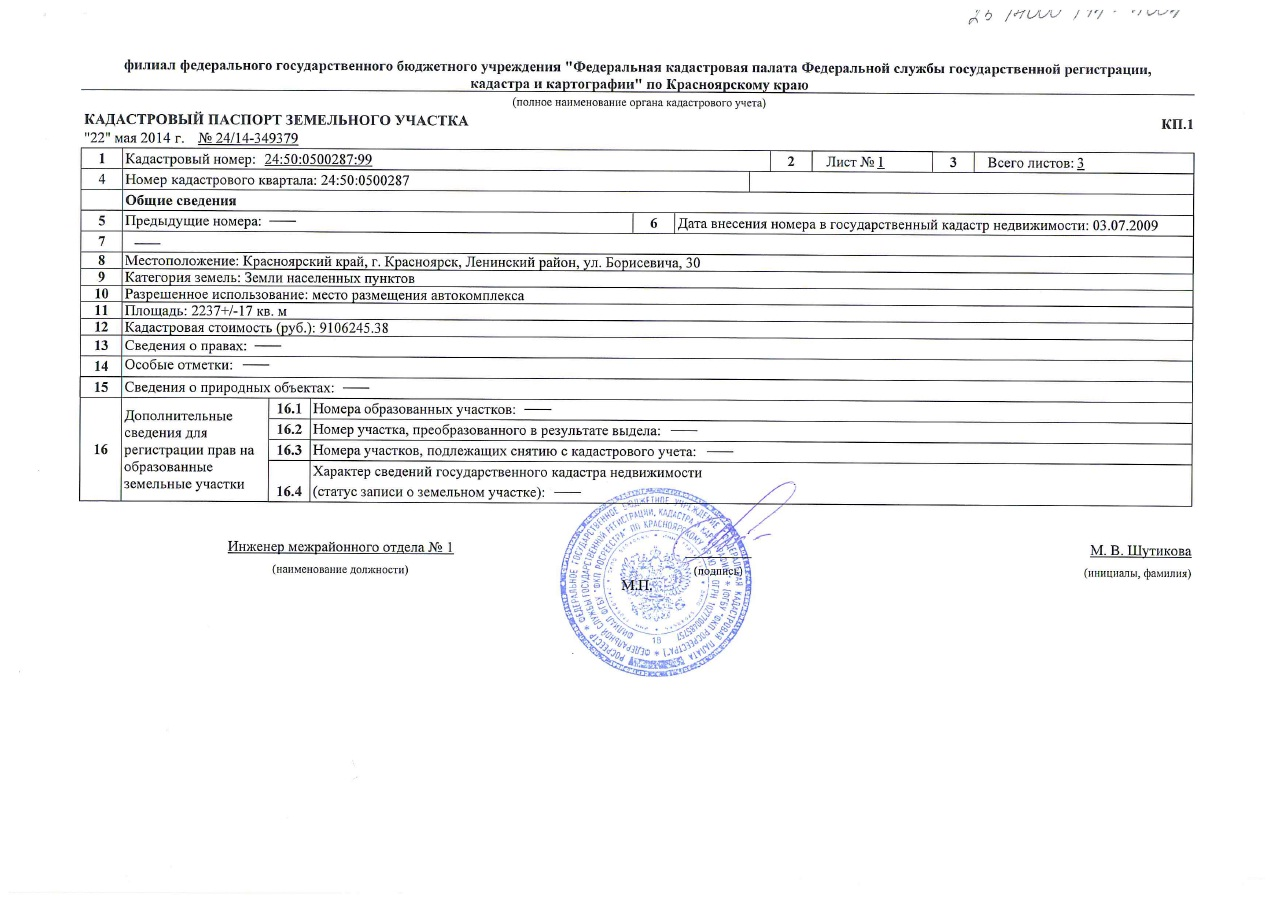 филиал федерального государственного бюджетного учреждения "Федеральная кадастровая палата Федеральной службы государственной регистрации,
кадастра и картографии" по Красноярскому краю
(полное наименование органа кадастрового учета)
КАДАСТРОВЫЙ ПАСПОРТ ЗЕМЕЛЬНОГО УЧАСТКА
КП.1
"22" мая 2014 г. № 24/14-349379
1 Кадастровый номер: 24:50:0500287:99 2 Лист № 1 3 Всего листов: 3
4 Номер кадастрового квартала: 24:50:0500287
Общие сведения
5 Предыдущие номера: —— 6 Дата внесения номера в государственный кадастр недвижимости: 03.07.2009
7 ——
8 Местоположение: Красноярский край, г. Красноярск, Ленинский район, ул. Борисевича, 30
9 Категория земель: Земли населенных пунктов
10 Разрешенное использование: место размещения автокомплекса
11 Площадь: 2237+/-17 кв. м
12 Кадастровая стоимость (руб.): 9106245.38
13 Сведения о правах: ——
14 Особые отметки: ——
15 Сведения о природных объектах: ——
16 Дополнительные
сведения для
регистрации прав на
образованные
земельные участки
16.1 Номера образованных участков: ——
16.2 Номер участка, преобразованного в результате выдела: ——
16.3 Номера участков, подлежащих снятию с кадастрового учета: ——
16.4 Характер сведений государственного кадастра недвижимости
(статус записи о земельном участке): ——
Инженер межрайонного отдела № 1
М. В. Шутикова
(наименование должности)
(подпись)
(инициалы, фамилия)
М.П.